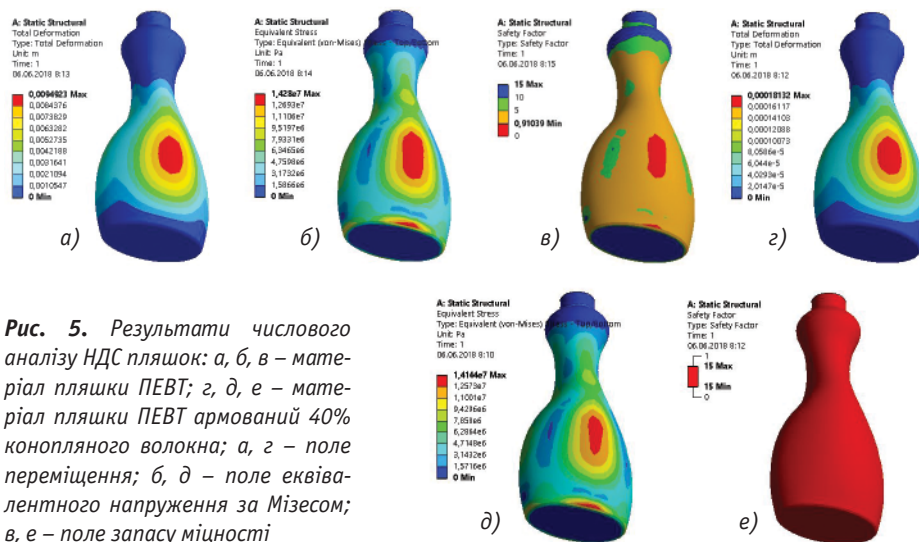 A: Static Structural
Total Deformation
Type: Total Deformation
Unit: m
Time: 1
06.06.2018 8:13
0,0094923 Max
0,0084376
0,0073829
0,0063282
0,0052735
0,0042188
0,0031641
0,0021094
0,0010547
0 Min
а)
A: Static Structural
Equivalent Stress
Type: Equivalent (von-Mises) Stress - Top/Bottom
Unit: Pa
Time: 1
06.06.2018 8:14
1,428e7 Max
1,2693e7
1,1106e7
9,5197e6
7,9331e6
6,3465e6
4,7598e6
3,1732e6
1,5866e6
0 Min
б)
A: Static Structural
Safety Factor
Type: Safety Factor
Time: 1
06.06.2018 8:15
15 Max
10
5
0,91039 Min
0
в)
A: Static Structural
Total Deformation
Type: Total Deformation
Unit: m
Time: 1
06.06.2018 8:12
0,00018132 Max
0,00016117
0,00014103
0,00012088
0,00010073
8,0586e-5
6,044e-5
4,0293e-5
2,0147e-5
0 Min
г)
Рис. 5. Результати числового
аналізу НДС пляшок: а, б, в – мате-
ріал пляшки ПЕВТ; г, д, е – мате-
ріал пляшки ПЕВТ армований 40%
конопляного волокна; а, г – поле
переміщення; б, д – поле еквіва-
лентного напруження за Мізесом;
в, е – поле запасу міцності
A: Static Structural
Equivalent Stress
Type: Equivalent (von-Mises) Stress - Top/Bottom
Unit: Pa
Time: 1
06.06.2018 8:10
1,4144e7 Max
1,2573e7
1,1001e7
9,4296e6
7,858e6
6,2864e6
4,7148e6
3,1432e6
1,5716e6
0 Min
д)
A: Static Structural
Safety Factor
Type: Safety Factor
Time: 1
06.06.2018 8:12
1
15 Max
15 Min
0
е)